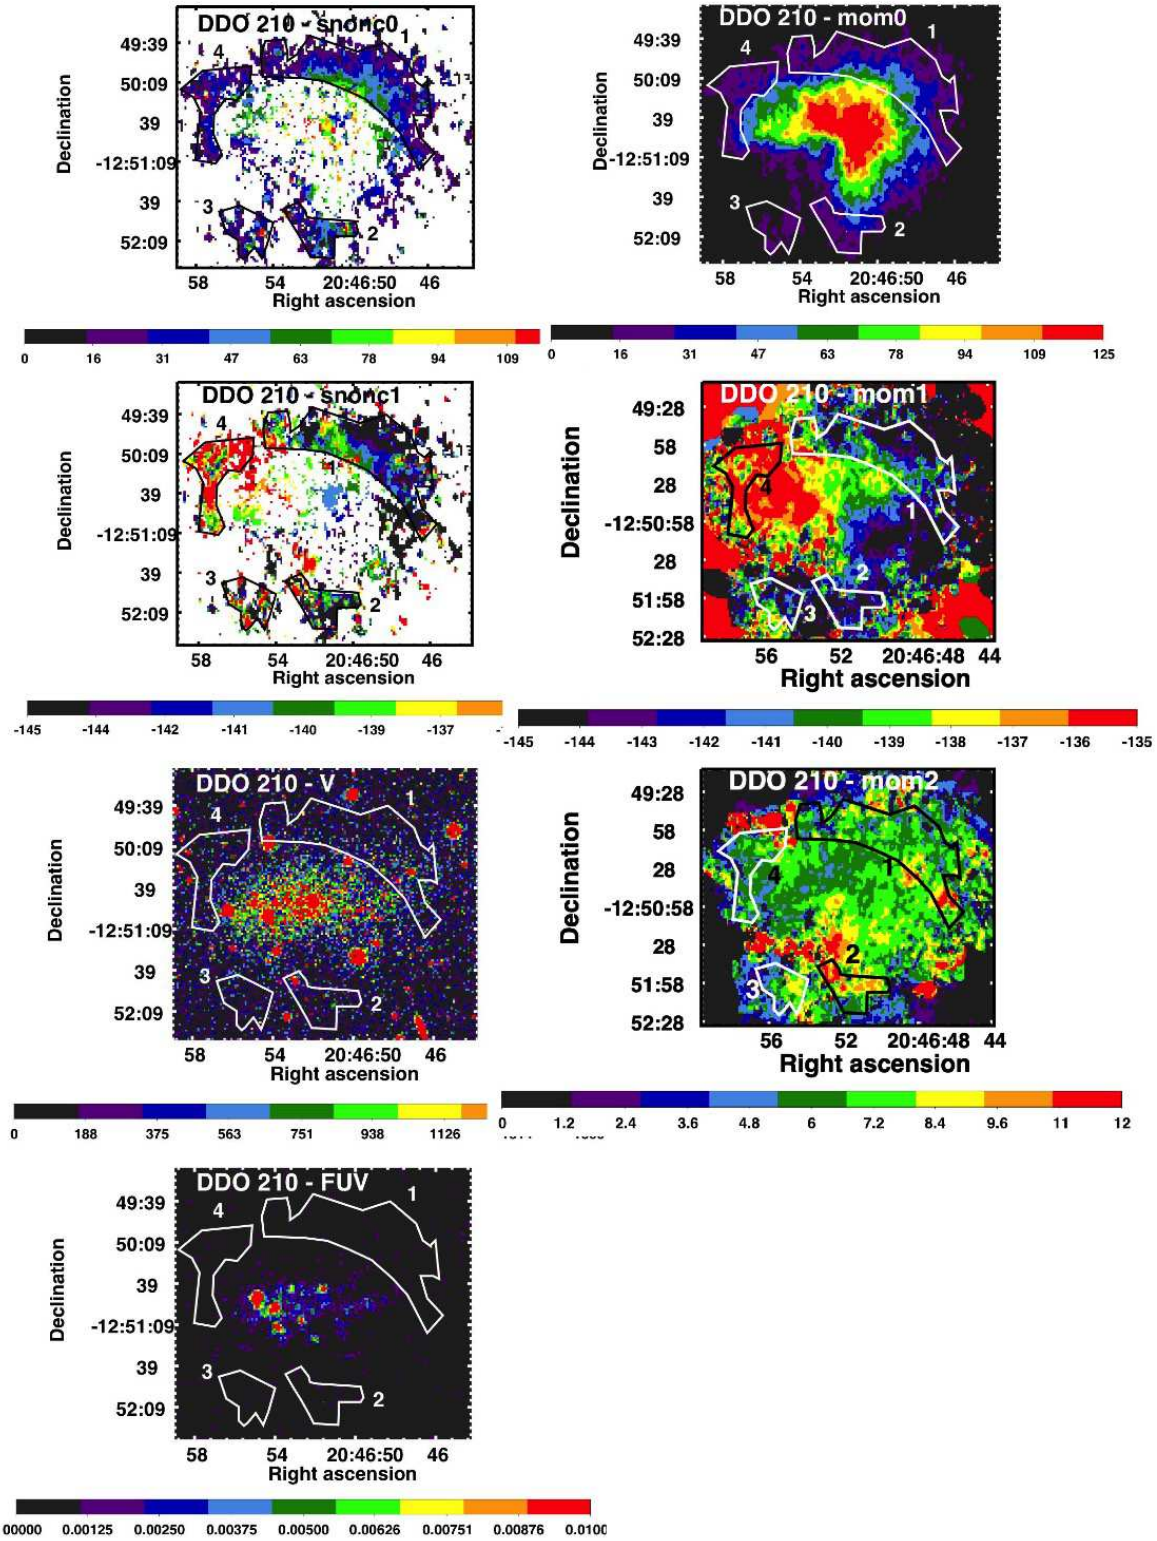 DDO 210 - snonc0
1
4
3
2
49:39
50:09
39
-12:51:09
39
52:09
Declination
58 54 20:46:50 46
Right ascension
0 16 31 47 63 78 94 109
DDO 210 - mom0
1
4
3
2
49:39
50:09
39
-12:51:09
39
52:09
Declination
58 54 20:46:50 46
Right ascension
0 16 31 47 63 78 94 109 125
DDO 210 - snonc1
1
4
3
2
49:39
50:09
39
-12:51:09
39
52:09
Declination
58 54 20:46:50 46
Right ascension
-145 -144 -142 -141 -140 -139 -137
DDO 210 - mom1
4
1
2
3
49:28
58
28
-12:50:58
28
51:58
52:28
Declination
56 52 20:46:48 44
Right ascension
-145 -144 -143 -142 -141 -140 -139 -138 -137 -136 -135
DDO 210 - V
1
4
3
2
49:39
50:09
39
-12:51:09
39
52:09
Declination
58 54 20:46:50 46
Right ascension
0 188 375 563 751 938 1126
DDO 210 - mom2
1
4
2
3
49:28
58
28
-12:50:58
28
51:58
52:28
Declination
56 52 20:46:48 44
Right ascension
0 1.2 2.4 3.6 4.8 6 7.2 8.4 9.6 11 12
DDO 210 - FUV
1
4
3
2
49:39
50:09
39
-12:51:09
39
52:09
Declination
58 54 20:46:50 46
Right ascension
00000 0.00125 0.00250 0.00375 0.00500 0.00626 0.00751 0.00876 0.0100